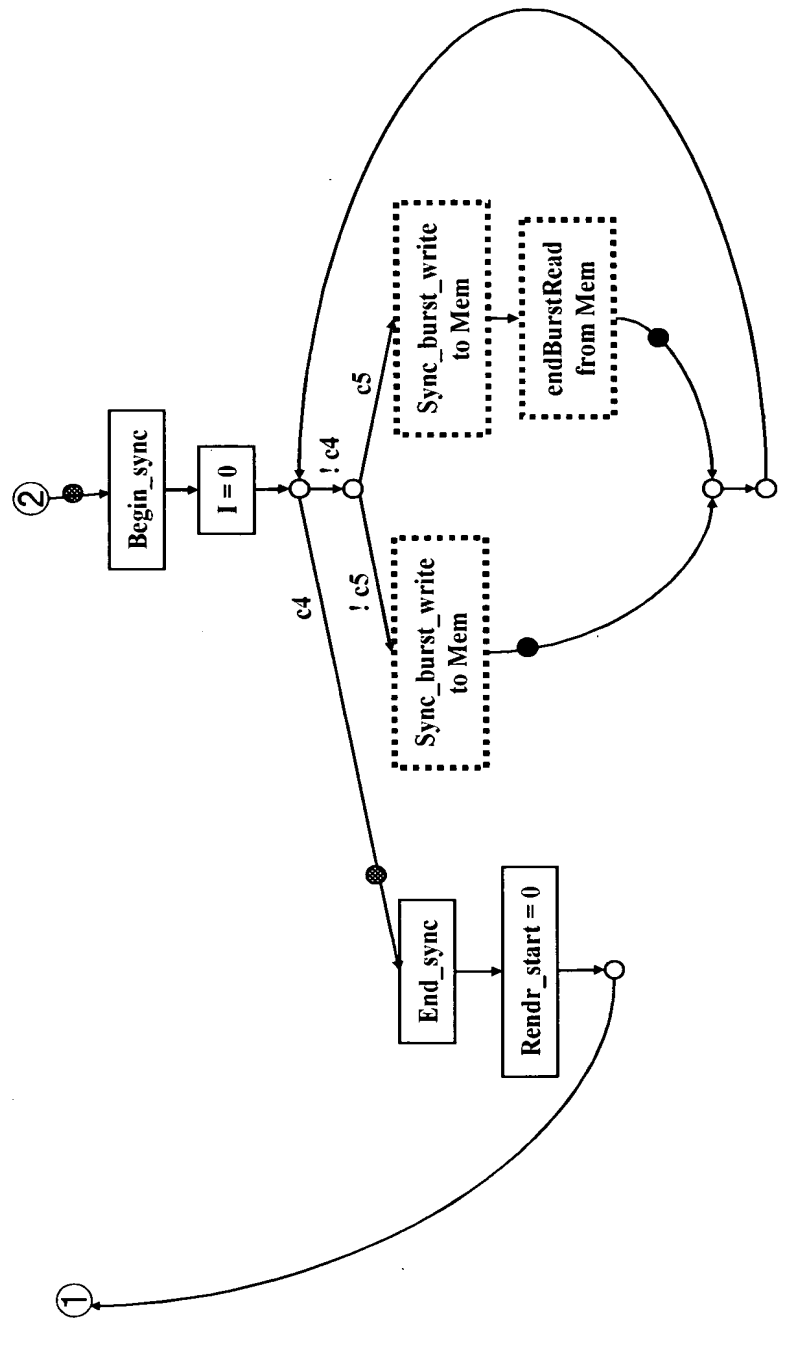 2
Begin_sync
I = 0
! c4
c4
c5
! c5
Sync_burst_write
to Mem
endBurstRead
from Mem
Sync_burst_write
to Mem
End_sync
Rendr_start = 0
1